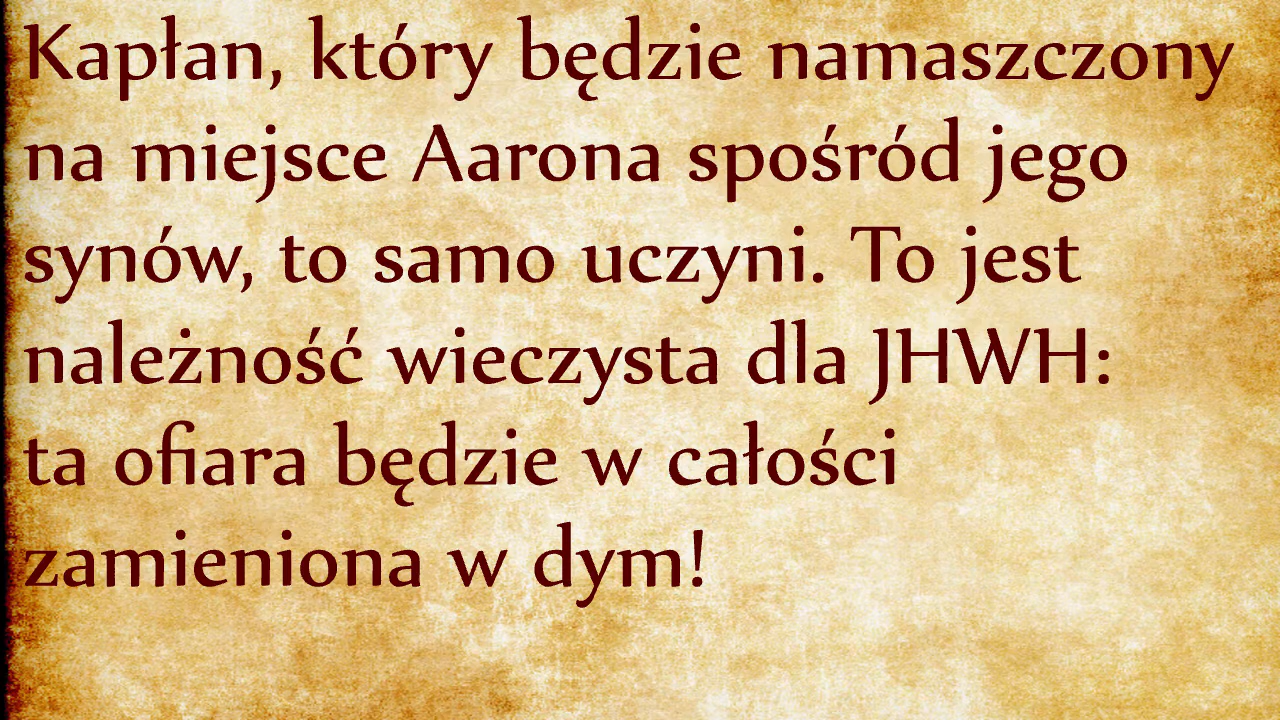 Kapłan, który będzie namaszczony
na miejsce Aarona spośród jego
synów, to samo uczyni. To jest
należność wieczysta dla JHWH:
ta ofiara będzie w całości
zamieniona w dym!